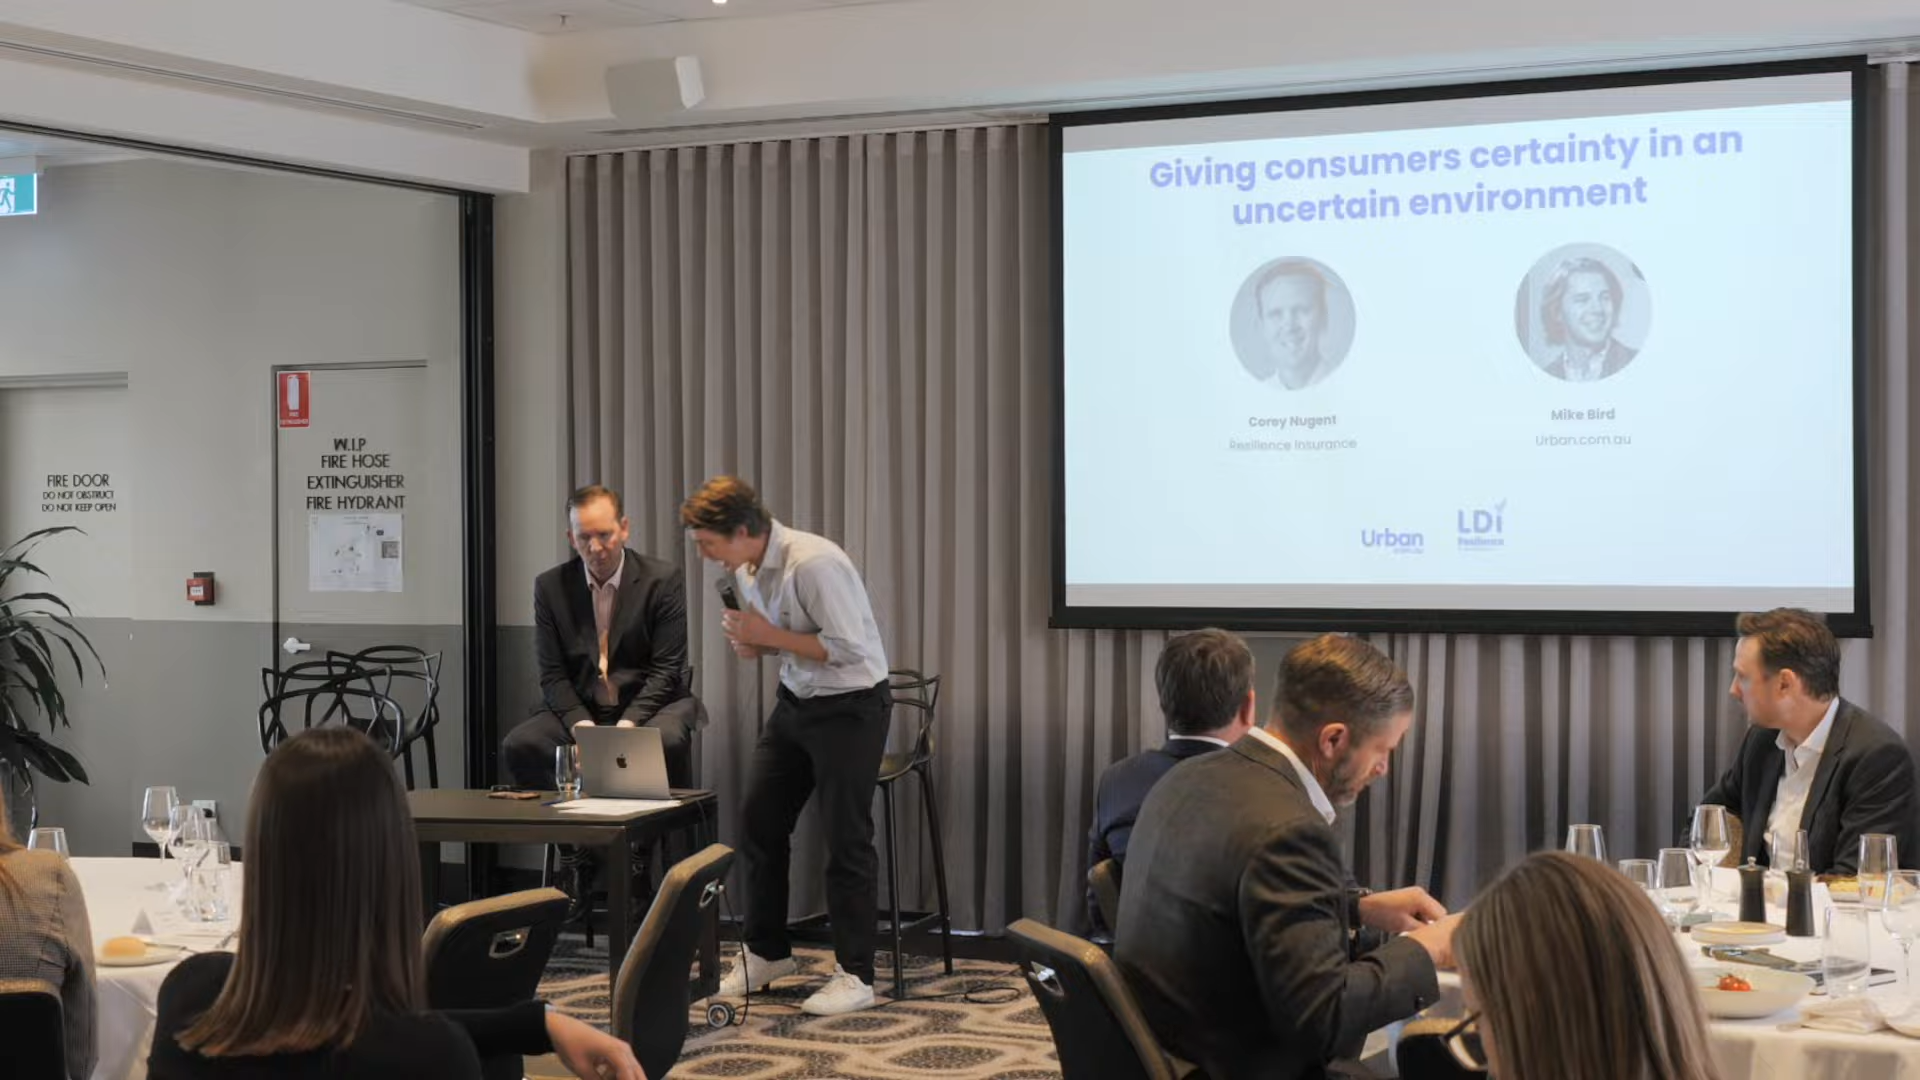 Giving consumers certainty in an
uncertain environment
Corey Nugent
Resilience Insurance
Mike Bird
Urban.com.au
Urban
LDi
Resilience
W.I.P
FIRE HOSE
EXTINGUISHER
FIRE HYDRANT
FIRE DOOR
DO NOT OBSTRUCT
DO NOT KEEP OPEN